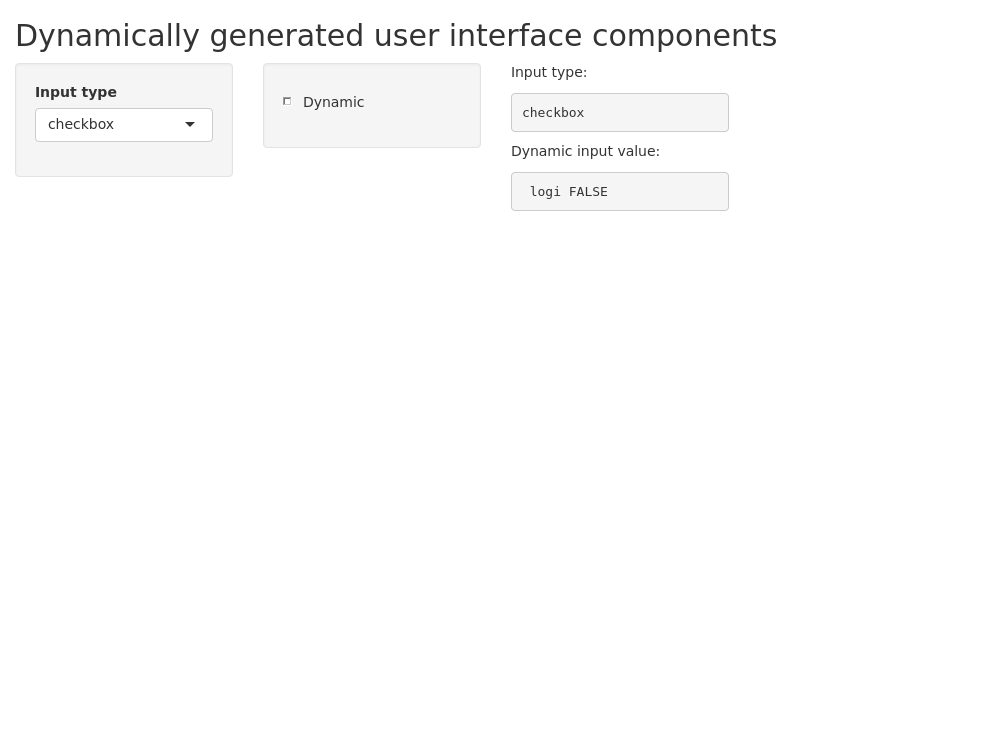 Dynamically generated user interface components
Input type
checkbox
Dynamic
Input type:
checkbox
Dynamic input value:
logi FALSE